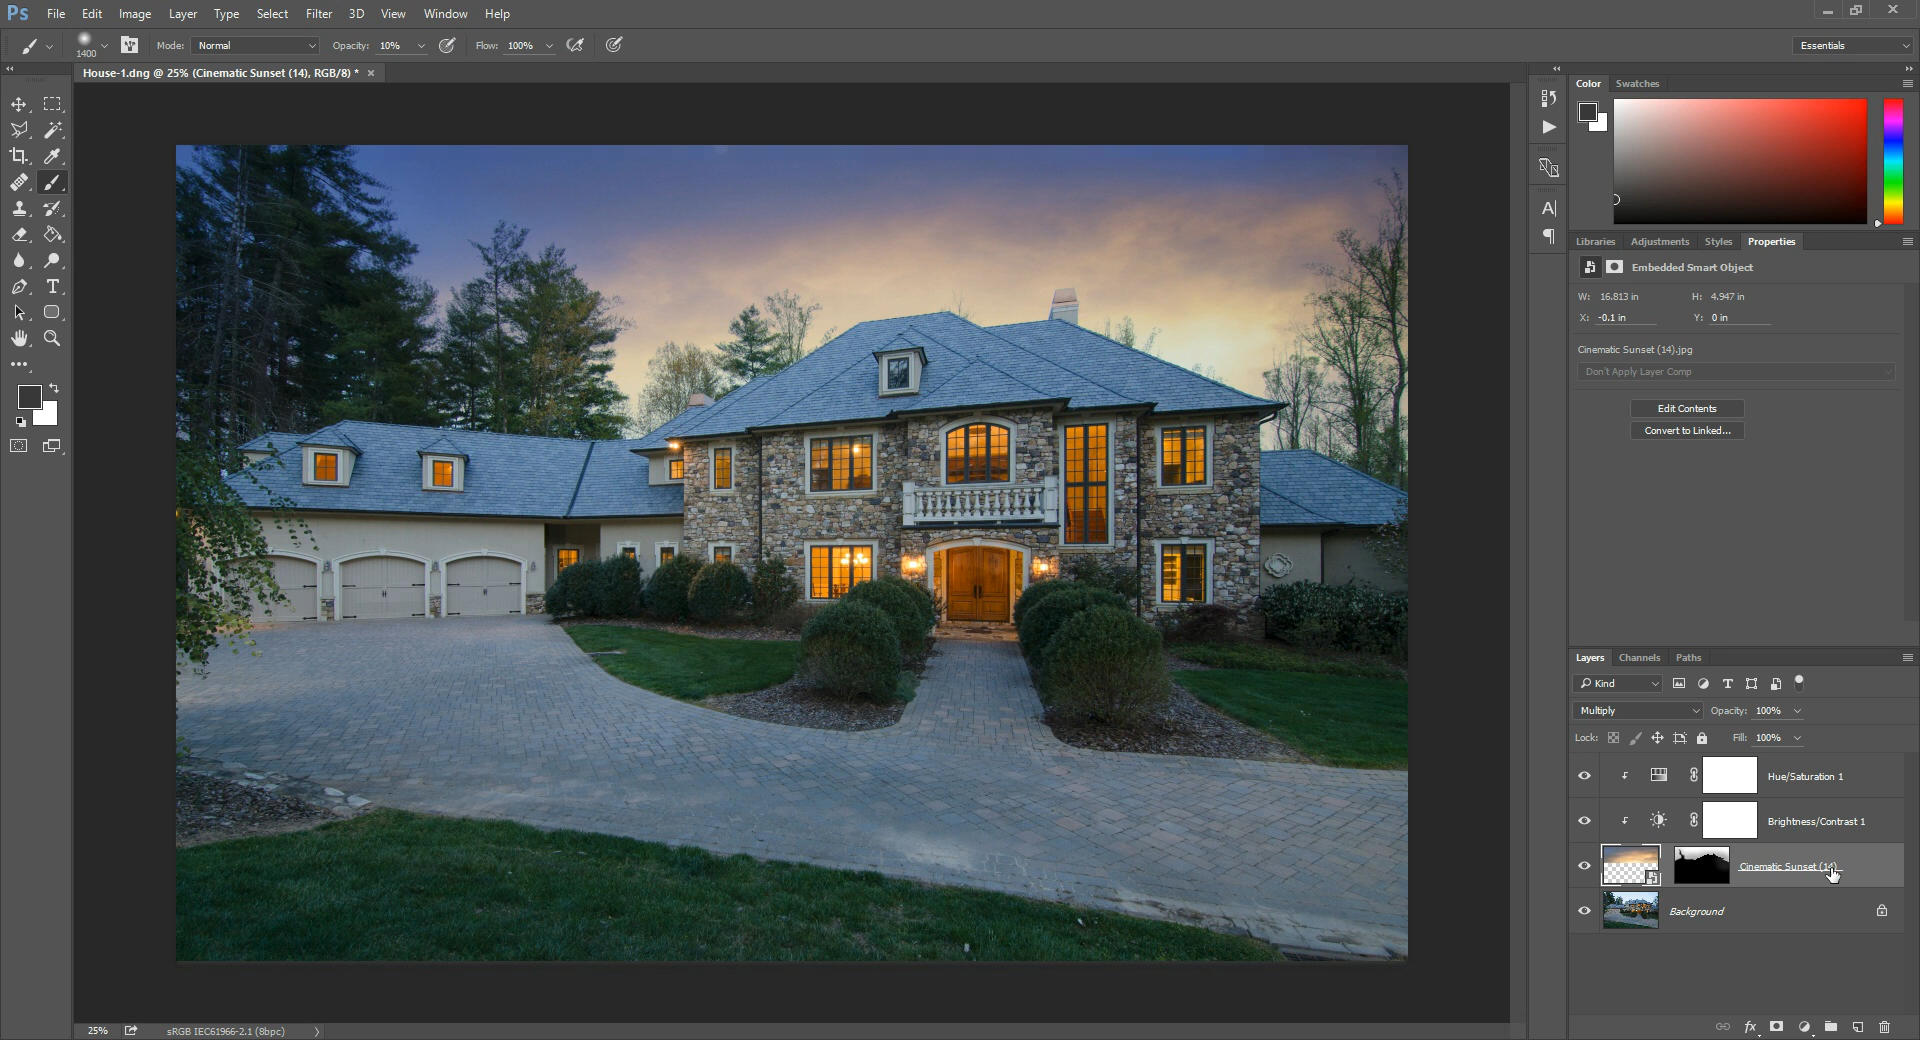 Ps File Edit Image Layer Type Select Filter 3D View Window Help
1400 Mode: Normal Opacity: 10% Flow: 100% Essentials
House-1.dng @ 25% (Cinematic Sunset (14), RGB/8) *
Color Swatches
Libraries Adjustments Styles Properties
Embedded Smart Object
W: 16.813 in H: 4.947 in
X: -0.1 in Y: 0 in
Cinematic Sunset (14).jpg
Don't Apply Layer Comp
Edit Contents
Convert to Linked...
Layers Channels Paths
Kind
Multiply Opacity: 100%
Lock: Fill: 100%
Hue/Saturation 1
Brightness/Contrast 1
Cinematic Sunset (14)
Background
25% sRGB IEC61966-2.1 (8bpc)